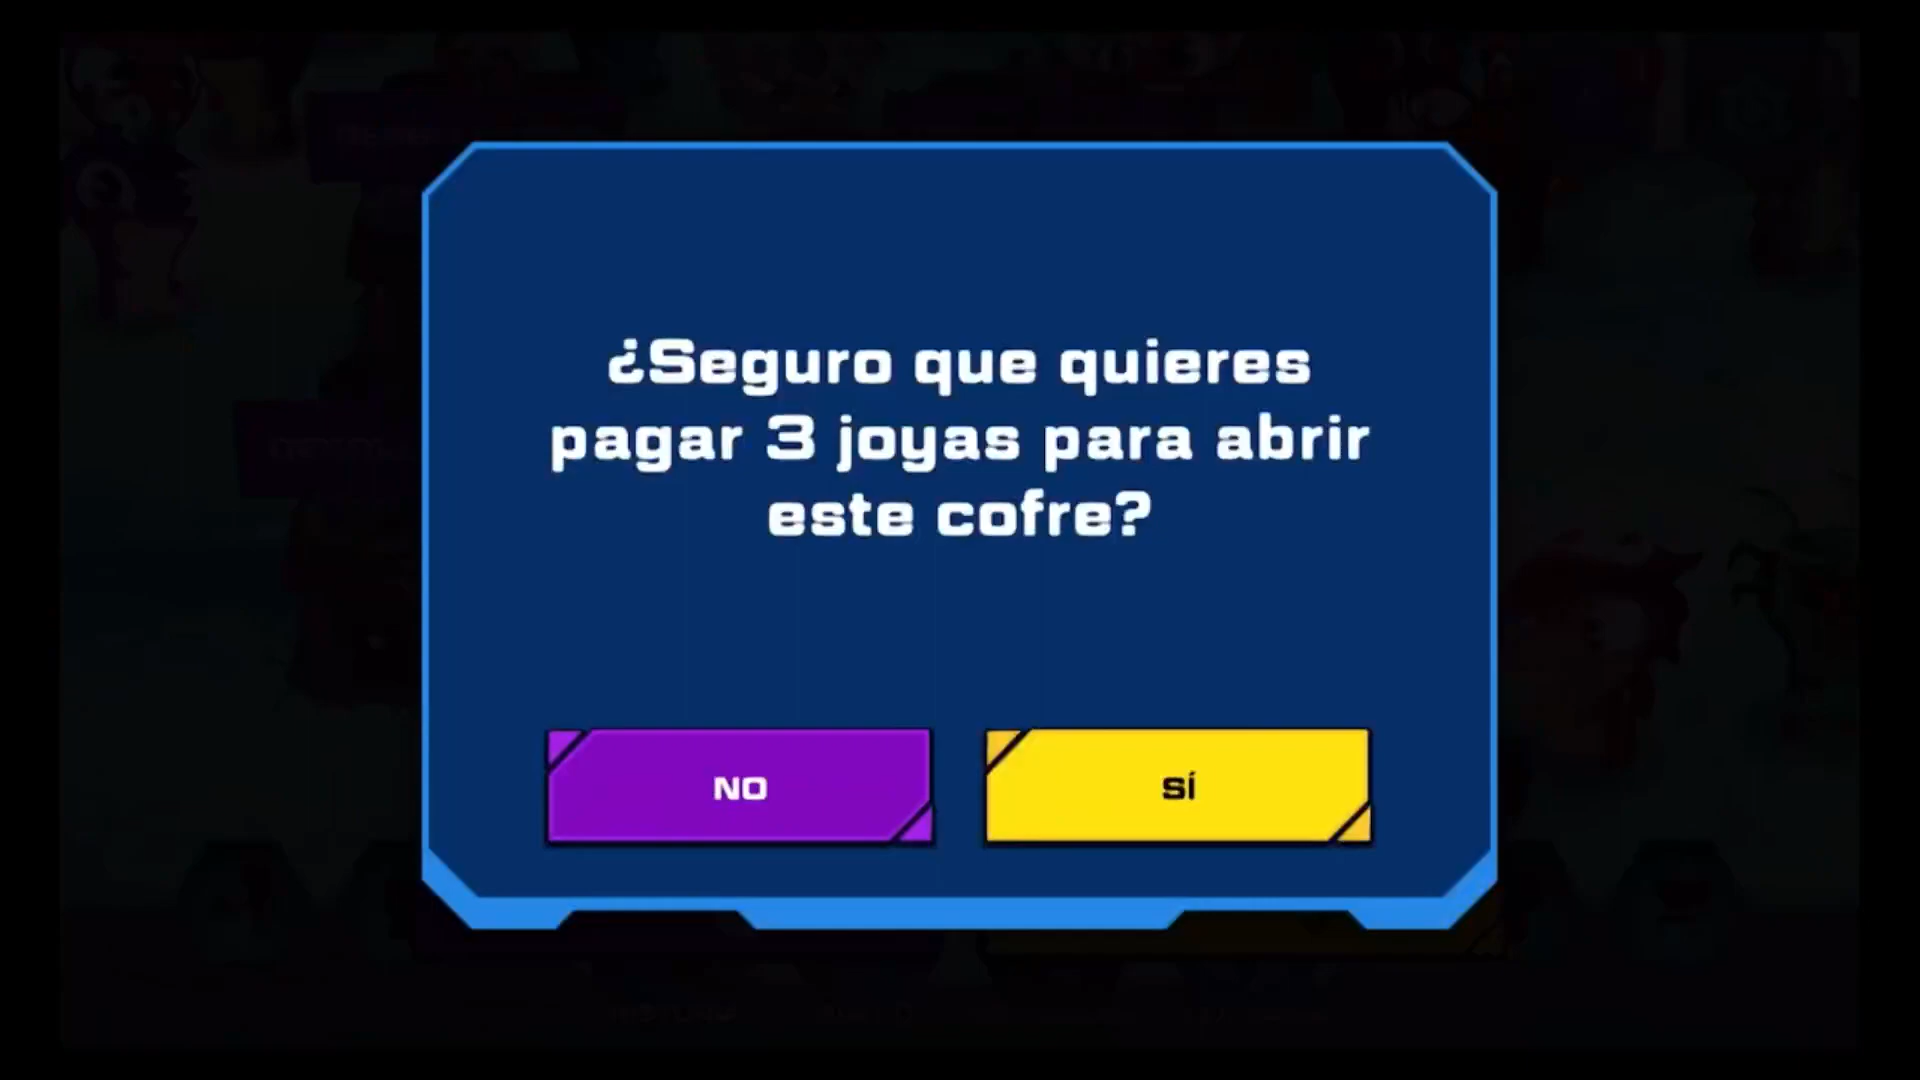 ¿Seguro que quieres
pagar 3 joyas para abrir
este cofre?
NO
SÍ